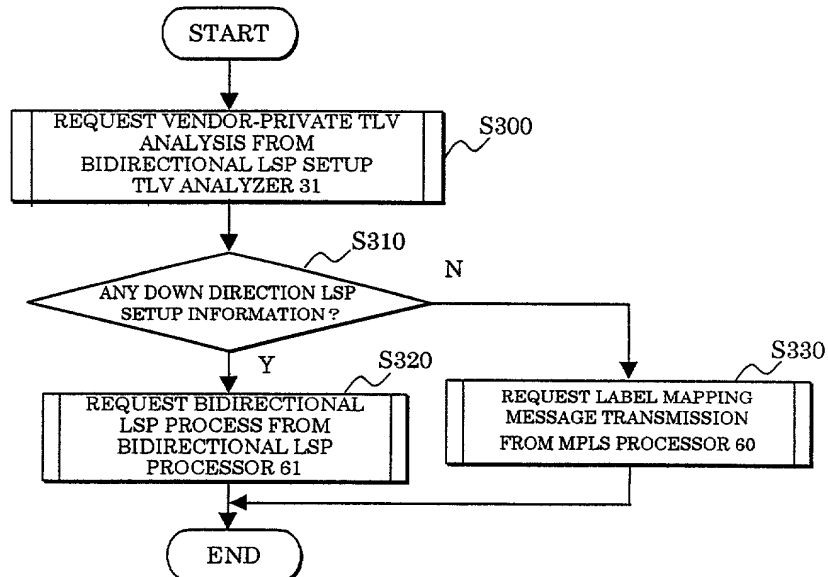 START
REQUEST VENDOR-PRIVATE TLV
ANALYSIS FROM
BIDIRECTIONAL LSP SETUP
TLV ANALYZER 31
S300
S310
ANY DOWN DIRECTION LSP
SETUP INFORMATION ?
N
Y
S320
REQUEST BIDIRECTIONAL
LSP PROCESS FROM
BIDIRECTIONAL LSP
PROCESSOR 61
S330
REQUEST LABEL MAPPING
MESSAGE TRANSMISSION
FROM MPLS PROCESSOR 60
END